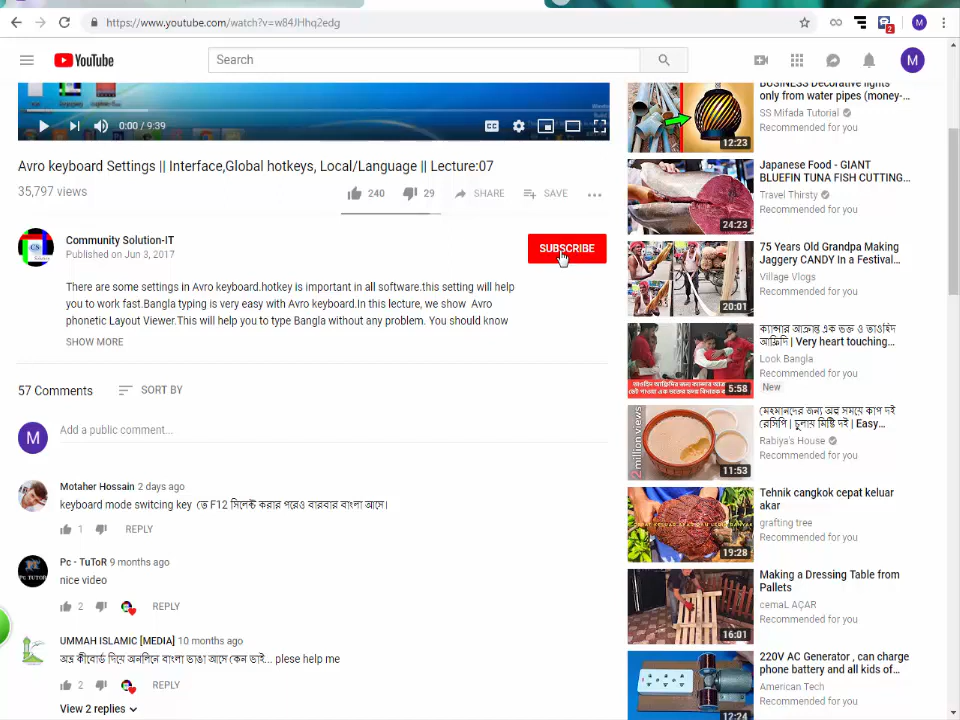 https://www.youtube.com/watch?v=w84JHhq2edg
2
M
YouTube
Search
M
0:00 / 9:39
Avro keyboard Settings || Interface,Global hotkeys, Local/Language || Lecture:07
35,797 views
240
29
SHARE
SAVE
Community Solution-IT
Published on Jun 3, 2017
SUBSCRIBE
There are some settings in Avro keyboard.hotkey is important in all software.this setting will help
you to work fast.Bangla typing is very easy with Avro keyboard.In this lecture, we show Avro
phonetic Layout Viewer.This will help you to type Bangla without any problem. You should know
SHOW MORE
57 Comments
SORT BY
M
Add a public comment...
Motaher Hossain 2 days ago
keyboard mode switcing key তে F12 সিলেক্ট করার পরেও বারবার বাংলা আসে।
1
REPLY
Pc - TuToR 9 months ago
nice video
2
REPLY
UMMAH ISLAMIC [MEDIA] 10 months ago
অভ্র কীবোর্ড দিয়ে অনলিনে বাংলা ভাঙা আসে কেন ভাই... plese help me
2
REPLY
View 2 replies
BUSINESS Decorative lights
only from water pipes (money-...
SS Mifada Tutorial
Recommended for you
12:23
Japanese Food - GIANT
BLUEFIN TUNA FISH CUTTING...
Travel Thirsty
Recommended for you
24:23
75 Years Old Grandpa Making
Jaggery CANDY In a Festival...
Village Vlogs
Recommended for you
20:01
ক্যান্সার আক্রান্ত এক ভক্ত ও তাওহিদ
আফ্রিদি | Very heart touching...
Look Bangla
Recommended for you
New
5:58
মেহমানদের জন্য অল্প সময়ে কাপ দই
রেসিপি | চুলায় মিষ্টি দই | Easy...
Rabiya's House
Recommended for you
2 million views
11:53
Tehnik cangkok cepat keluar
akar
grafting tree
Recommended for you
19:28
Making a Dressing Table from
Pallets
cemaL AÇAR
Recommended for you
16:01
220V AC Generator , can charge
phone battery and all kids of...
American Tech
Recommended for you
12:24